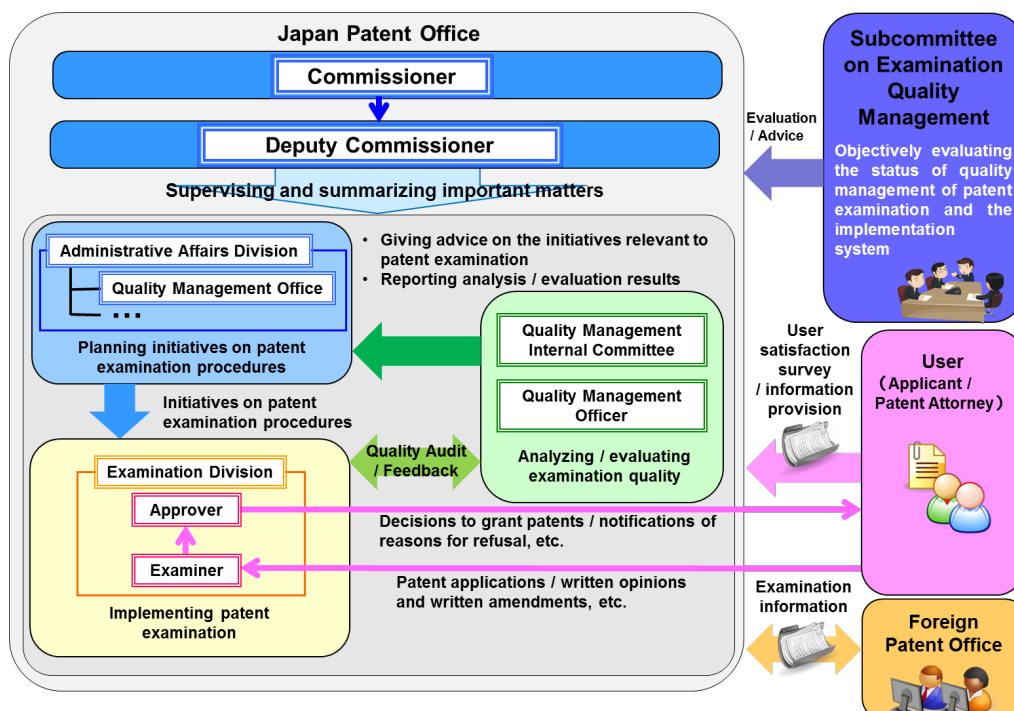 Japan Patent Office
Commissioner
Deputy Commissioner
Supervising and summarizing important matters
Administrative Affairs Division
Quality Management Office
...
Planning initiatives on patent
examination procedures
• Giving advice on the initiatives relevant to
patent examination
• Reporting analysis / evaluation results
Quality Management
Internal Committee
Quality Management
Officer
Analyzing / evaluating
examination quality
Initiatives on patent
examination procedures
Quality Audit
/ Feedback
Examination Division
Approver
Examiner
Implementing patent
examination
Decisions to grant patents / notifications of
reasons for refusal, etc.
Patent applications / written opinions
and written amendments, etc.
Evaluation
/ Advice
Subcommittee
on Examination
Quality
Management
Objectively evaluating
the status of quality
management of patent
examination and the
implementation
system
User
satisfaction
survey
/ information
provision
User
（Applicant /
Patent Attorney）
Examination
information
Foreign
Patent Office